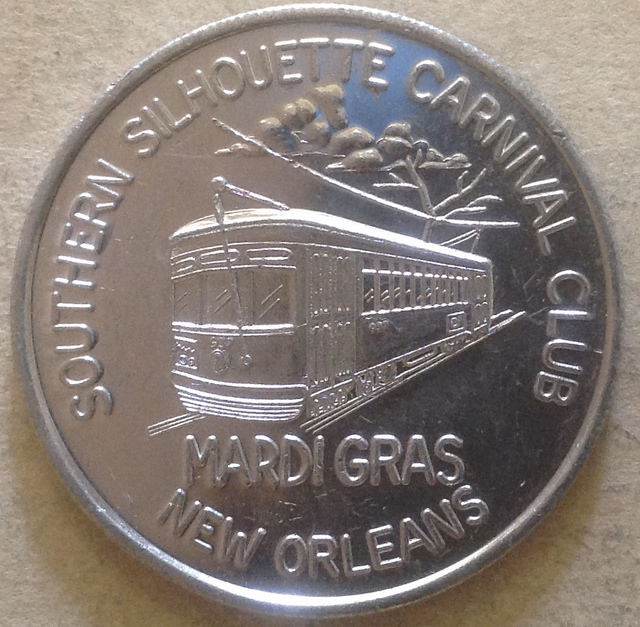 SOUTHERN SILHOUETTE CARNIVAL CLUB
MARDI GRAS
NEW ORLEANS